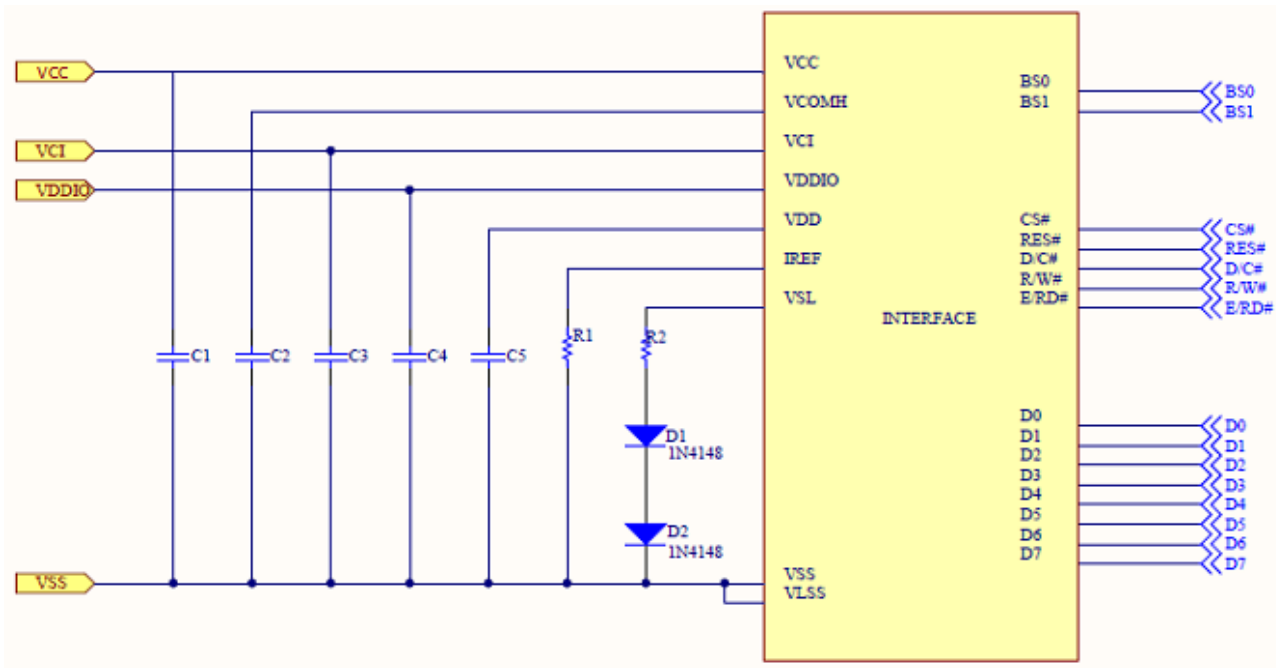 VCC
VCI
VDDIO
VSS
C1
C2
C3
C4
C5
R1
R2
D1
1N4148
D2
1N4148
VCC
VCOMH
VCI
VDDIO
VDD
IREF
VSL
VSS
VLSS
INTERFACE
BS0
BS1
CS#
RES#
D/C#
R/W#
E/RD#
D0
D1
D2
D3
D4
D5
D6
D7
BS0
BS1
CS#
RES#
D/C#
R/W#
E/RD#
D0
D1
D2
D3
D4
D5
D6
D7